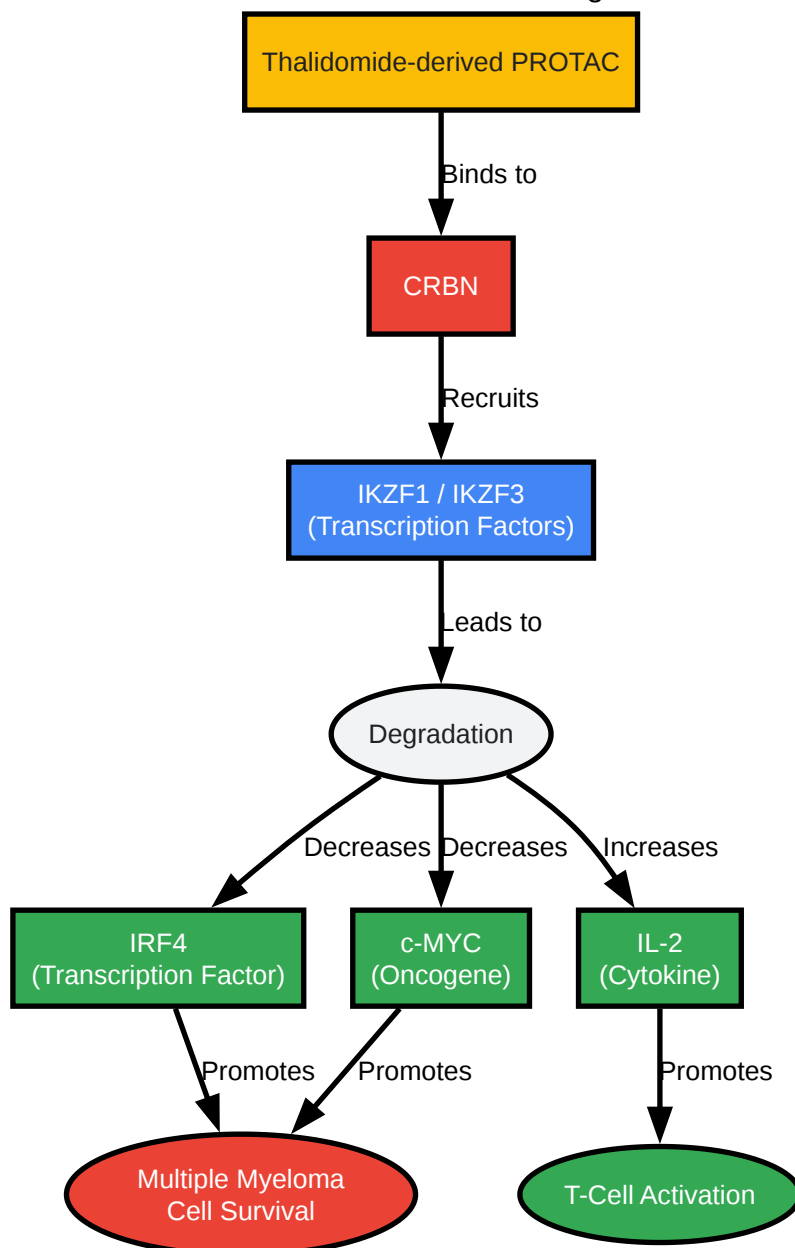 Thalidomide-derived PROTAC
Binds to
CRBN
Recruits
IKZF1 / IKZF3
(Transcription Factors)
Leads to
Degradation
Decreases
Decreases
Increases
IRF4
(Transcription Factor)
c-MYC
(Oncogene)
IL-2
(Cytokine)
Promotes
Promotes
Promotes
Multiple Myeloma
Cell Survival
T-Cell Activation